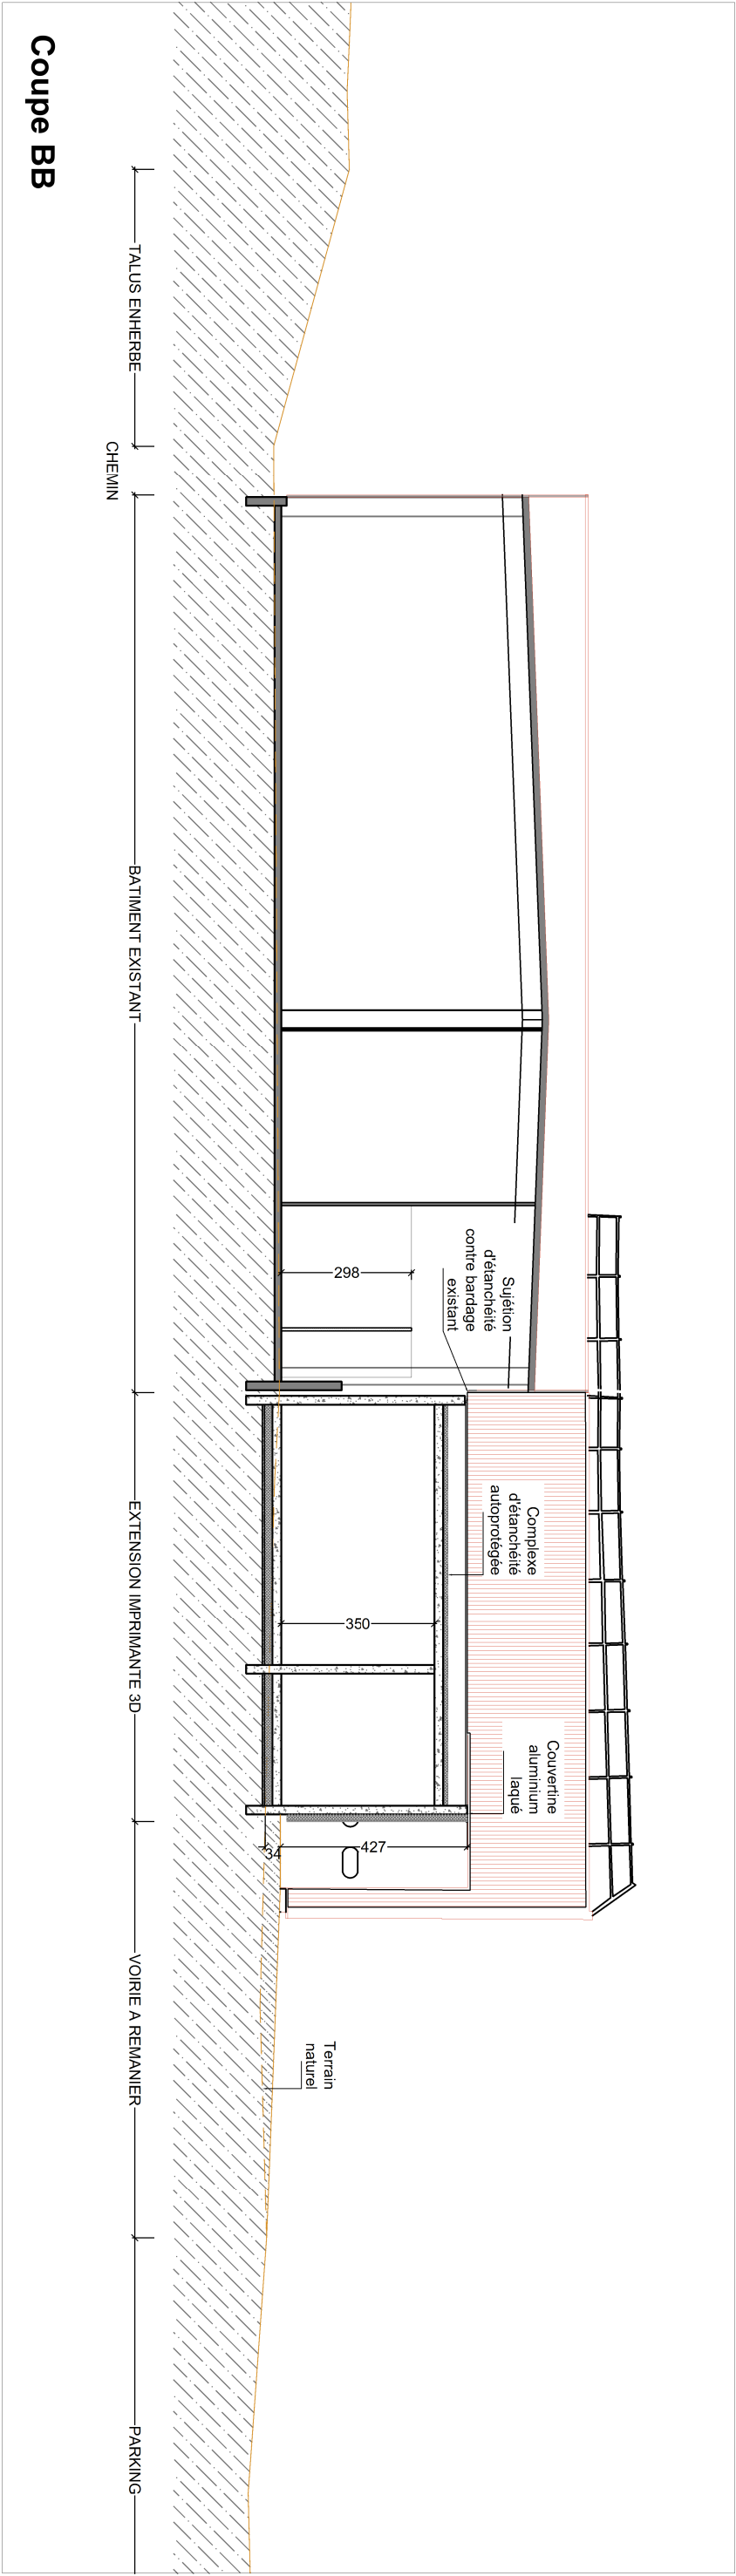 Sujétion
d'étanchéité
contre bardage
existant
Complexe
d'étanchéité
autoprotégée
Couvertine
aluminium
laqué
298
350
427
34
Terrain
naturel
TALUS ENHERBE
CHEMIN
BATIMENT EXISTANT
EXTENSION IMPRIMANTE 3D
VOIRIE A REMANIER
PARKING
Coupe BB